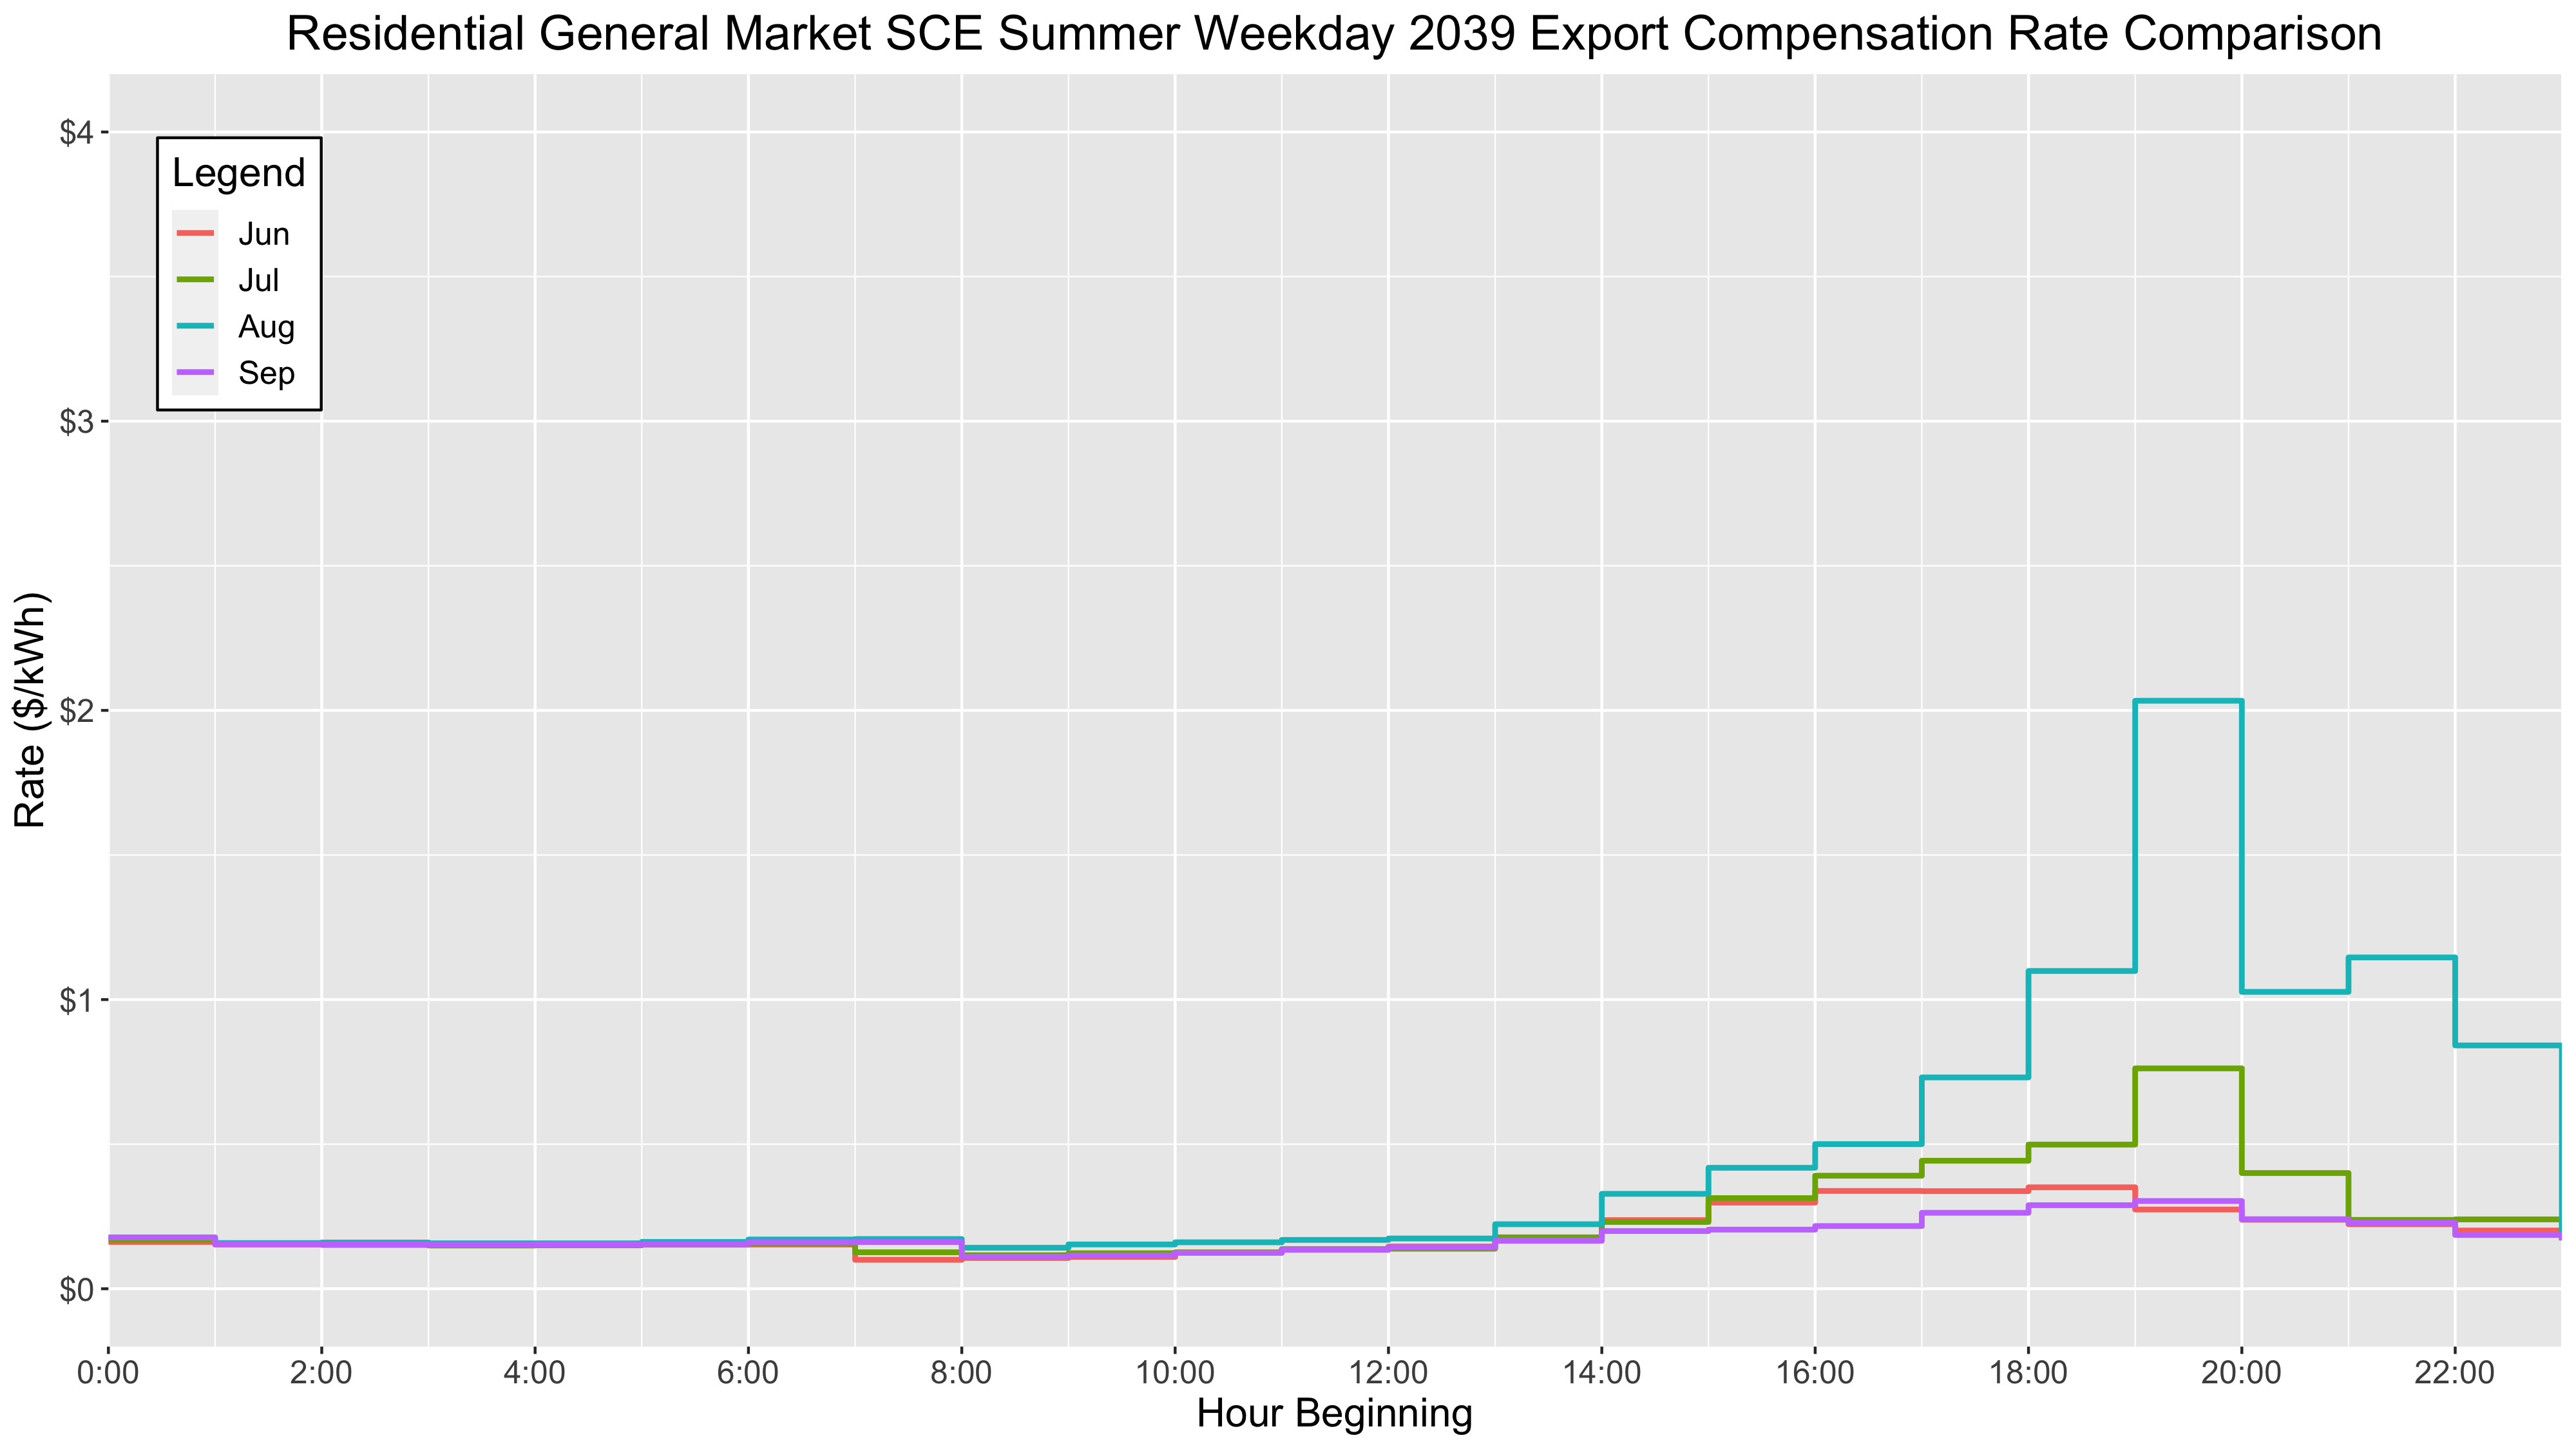 Residential General Market SCE Summer Weekday 2039 Export Compensation Rate Comparison
Legend
Jun
Jul
Aug
Sep
Rate ($/kWh)
$4
$3
$2
$1
$0
0:00 2:00 4:00 6:00 8:00 10:00 12:00 14:00 16:00 18:00 20:00 22:00
Hour Beginning